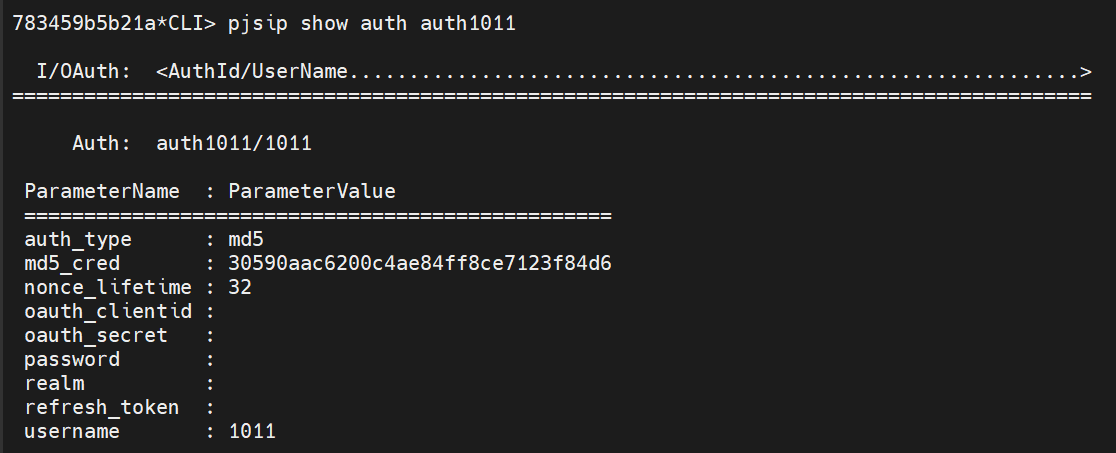 783459b5b21a*CLI> pjsip show auth auth1011
I/OAuth: <AuthId/UserName.............................................................>
==========================================================================================
Auth: auth1011/1011
ParameterName : ParameterValue
=================================================
auth_type : md5
md5_cred : 30590aac6200c4ae84ff8ce7123f84d6
nonce_lifetime : 32
oauth_clientid :
oauth_secret :
password :
realm :
refresh_token :
username : 1011